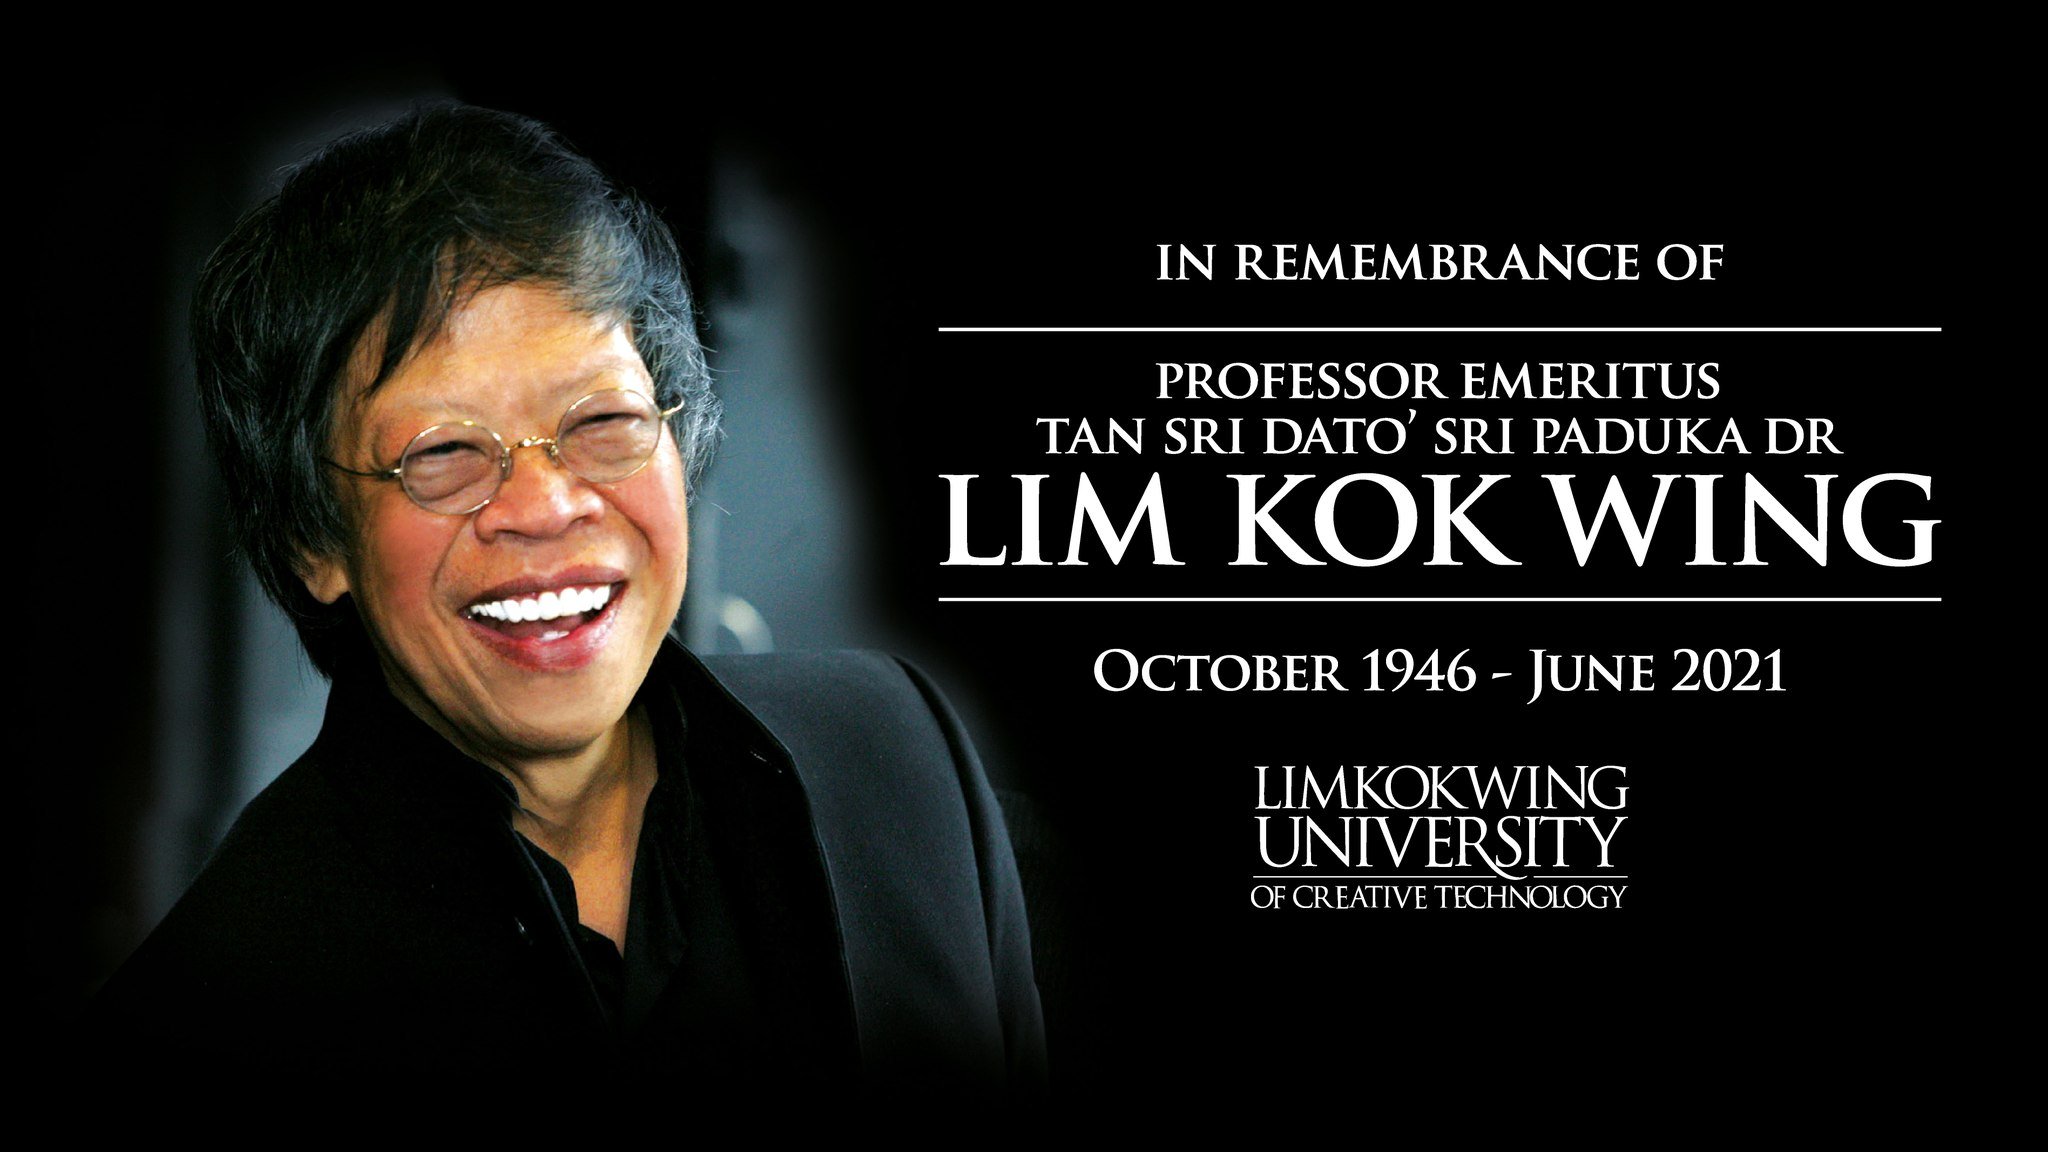 IN REMEMBRANCE OF
PROFESSOR EMERITUS
TAN SRI DATO’ SRI PADUKA DR
LIM KOK WING
OCTOBER 1946 - JUNE 2021
LIMKOKWING
UNIVERSITY
OF CREATIVE TECHNOLOGY